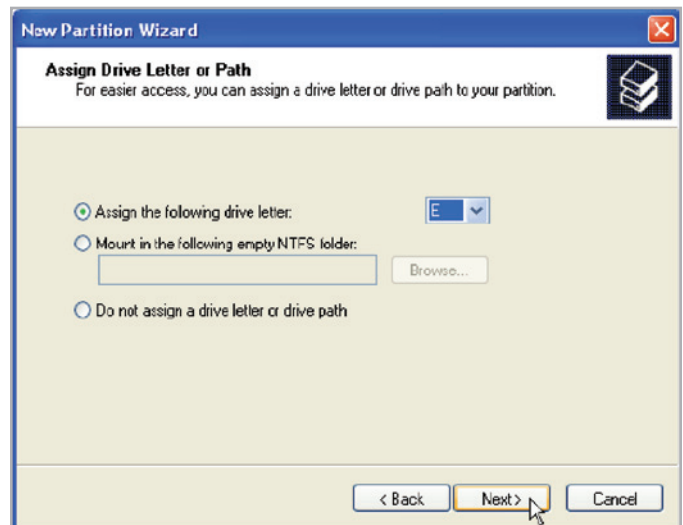 New Partition Wizard
Assign Drive Letter or Path
For easier access, you can assign a drive letter or drive path to your partition.
Assign the following drive letter:
E
Mount in the following empty NTFS folder:
Browse...
Do not assign a drive letter or drive path
< Back
Next >
Cancel